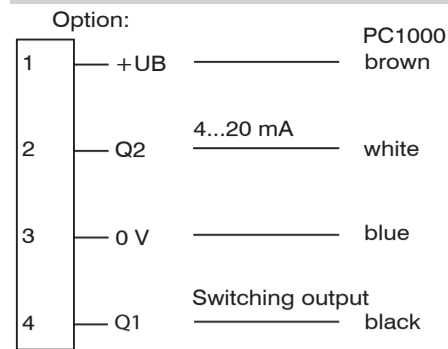 Option:
PC1000
1 +UB brown
4...20 mA
2 Q2 white
3 0 V blue
Switching output
4 Q1 black